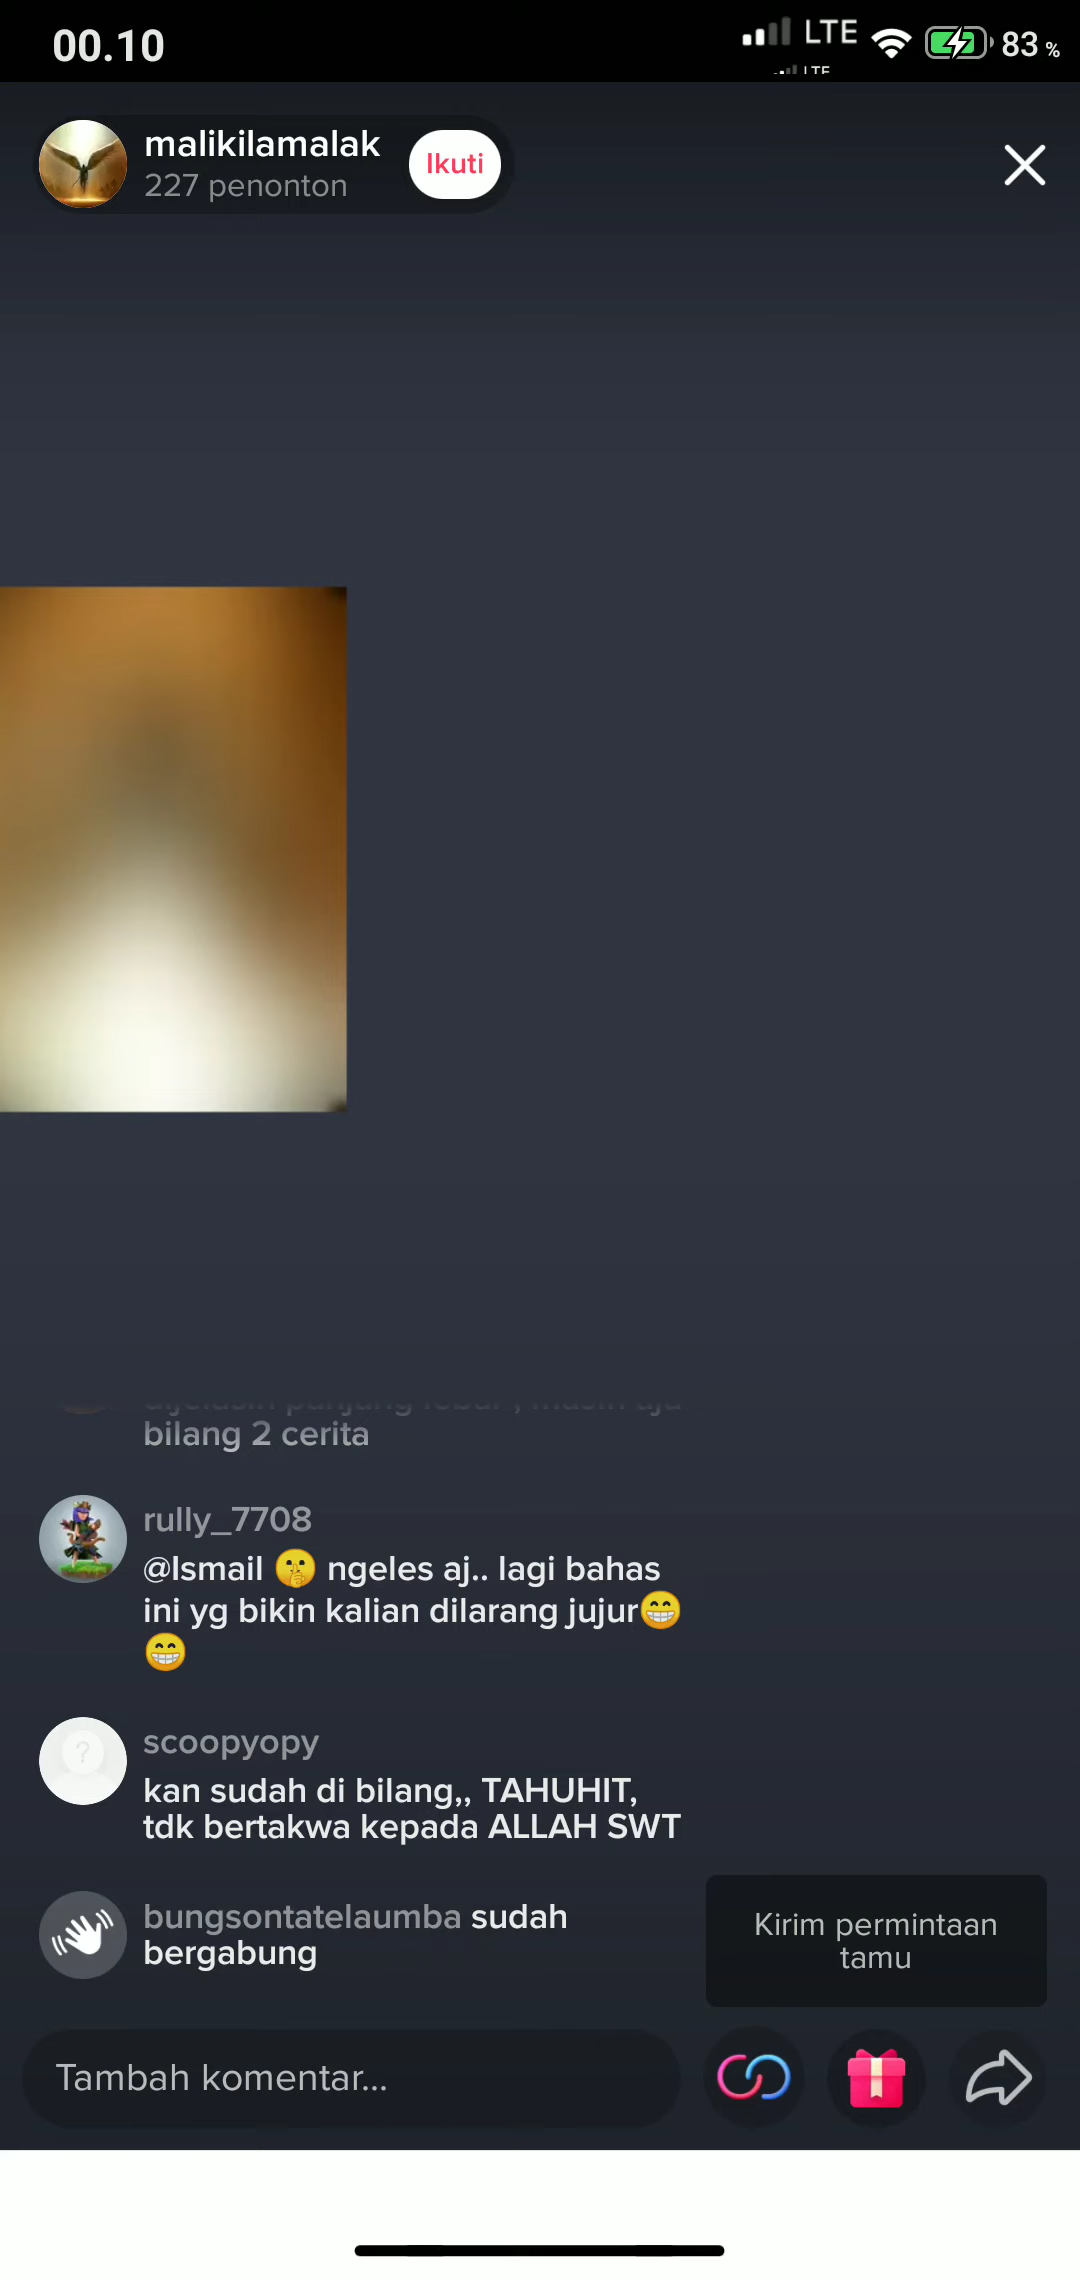 00.10
LTE
LTE
83 %
malikilamalak
227 penonton
Ikuti
bilang 2 cerita
rully_7708
@Ismail 🤫 ngeles aj.. lagi bahas
ini yg bikin kalian dilarang jujur😁
😁
scoopyopy
kan sudah di bilang,, TAHUHIT,
tdk bertakwa kepada ALLAH SWT
bungsontatelaumba sudah
bergabung
Kirim permintaan
tamu
Tambah komentar...